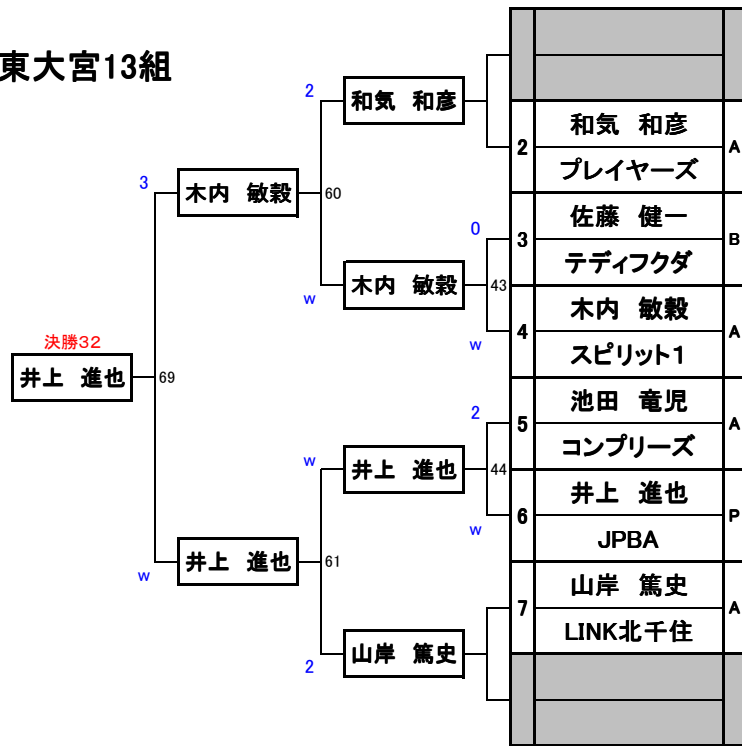 東大宮13組
2
和気 和彦
和気 和彦
2
A
プレイヤーズ
3
木内 敏毅
60
0
佐藤 健一
3
B
テディフクダ
w
木内 敏毅
43
木内 敏毅
4
A
スピリット1
w
決勝32
井上 進也
69
2
池田 竜児
5
A
コンプリーズ
w
井上 進也
44
井上 進也
6
P
JPBA
w
w
井上 進也
61
山岸 篤史
7
A
LINK北千住
2
山岸 篤史